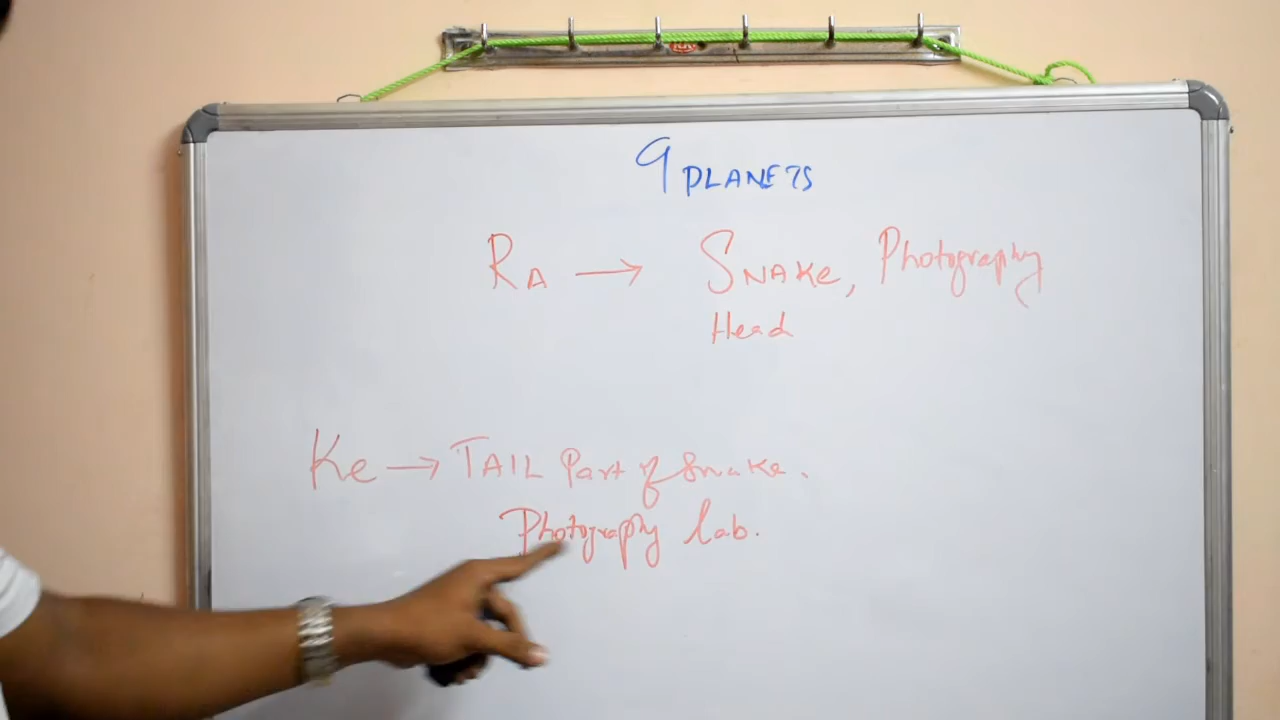 9 PLANETS
RA → SNAKE, Photography
Head
Ke → TAIL Part of Snake.
Photography lab.